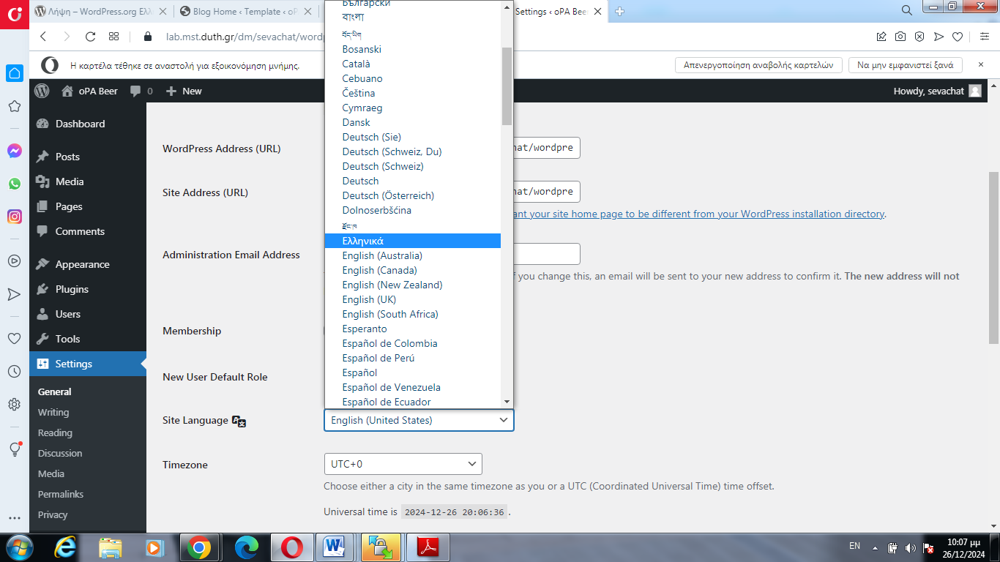 Λήψη – WordPress.org Ελλ
Blog Home ‹ Template ‹ oP
Settings ‹ oPA Bee
lab.mst.duth.gr/dm/sevachat/wordp
Η καρτέλα τέθηκε σε αναστολή για εξοικονόμηση μνήμης.
Απενεργοποίηση αναβολής καρτελών
Να μην εμφανιστεί ξανά
oPA Beer
0
New
Howdy, sevachat
Dashboard
Posts
Media
Pages
Comments
Appearance
Plugins
Users
Tools
Settings
General
Writing
Reading
Discussion
Media
Permalinks
Privacy
WordPress Address (URL)
hat/wordpre
Site Address (URL)
hat/wordpre
ant your site home page to be different from your WordPress installation directory.
Administration Email Address
f you change this, an email will be sent to your new address to confirm it. The new address will not
Membership
New User Default Role
Български
বাংলা
བོད་ཡིག
Bosanski
Català
Cebuano
Čeština
Cymraeg
Dansk
Deutsch (Sie)
Deutsch (Schweiz, Du)
Deutsch (Schweiz)
Deutsch
Deutsch (Österreich)
Dolnoserbšćina
རྫོང་ཁ
Ελληνικά
English (Australia)
English (Canada)
English (New Zealand)
English (UK)
English (South Africa)
Esperanto
Español de Colombia
Español de Perú
Español
Español de Venezuela
Español de Ecuador
Site Language
English (United States)
Timezone
UTC+0
Choose either a city in the same timezone as you or a UTC (Coordinated Universal Time) time offset.
Universal time is 2024-12-26 20:06:36 .
EN
10:07 μμ
26/12/2024